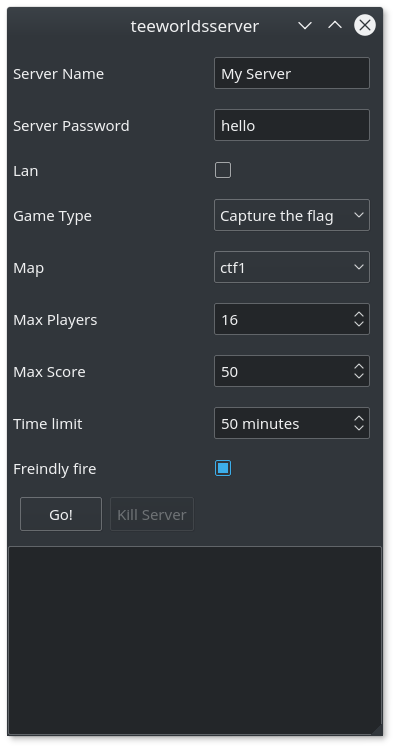 teeworldsserver
Server Name My Server
Server Password hello
Lan
Game Type Capture the flag
Map ctf1
Max Players 16
Max Score 50
Time limit 50 minutes
Freindly fire
Go! Kill Server